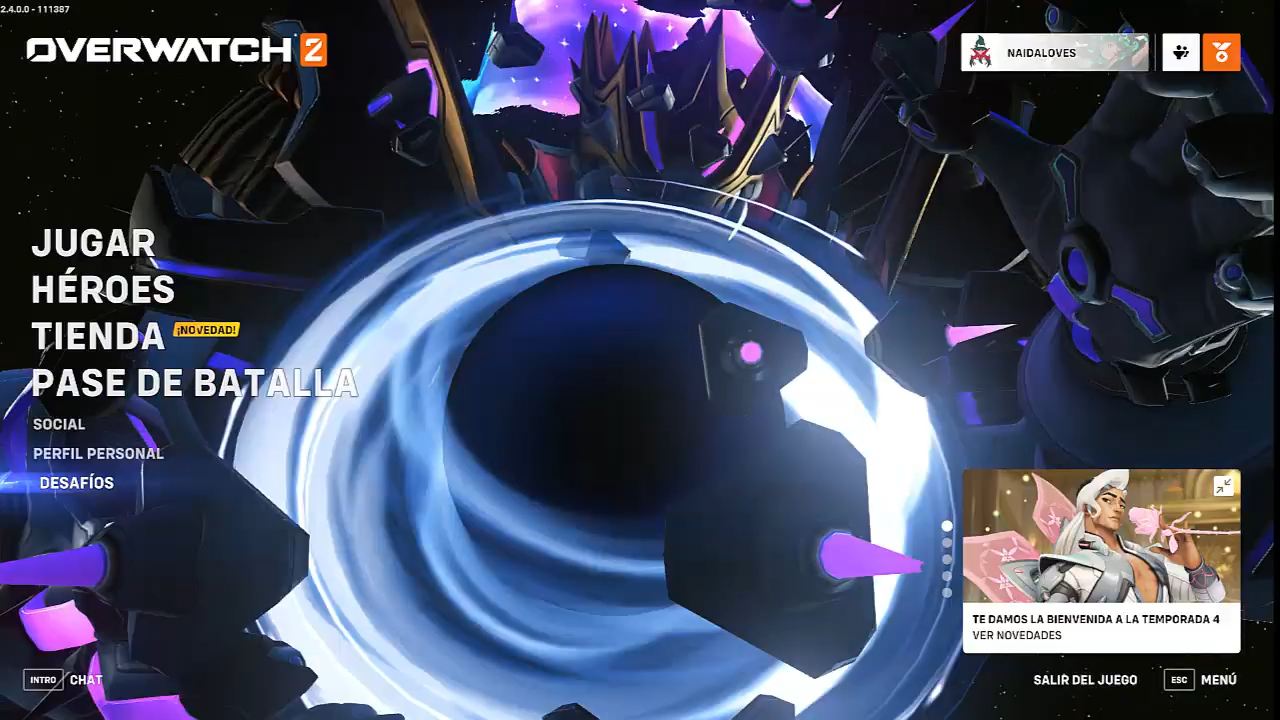 2.4.0.0 - 111387
OVERWATCH 2
NAIDALOVES
JUGAR
HÉROES
TIENDA ¡NOVEDAD!
PASE DE BATALLA
SOCIAL
PERFIL PERSONAL
DESAFÍOS
TE DAMOS LA BIENVENIDA A LA TEMPORADA 4
VER NOVEDADES
INTRO CHAT
SALIR DEL JUEGO
ESC MENÚ